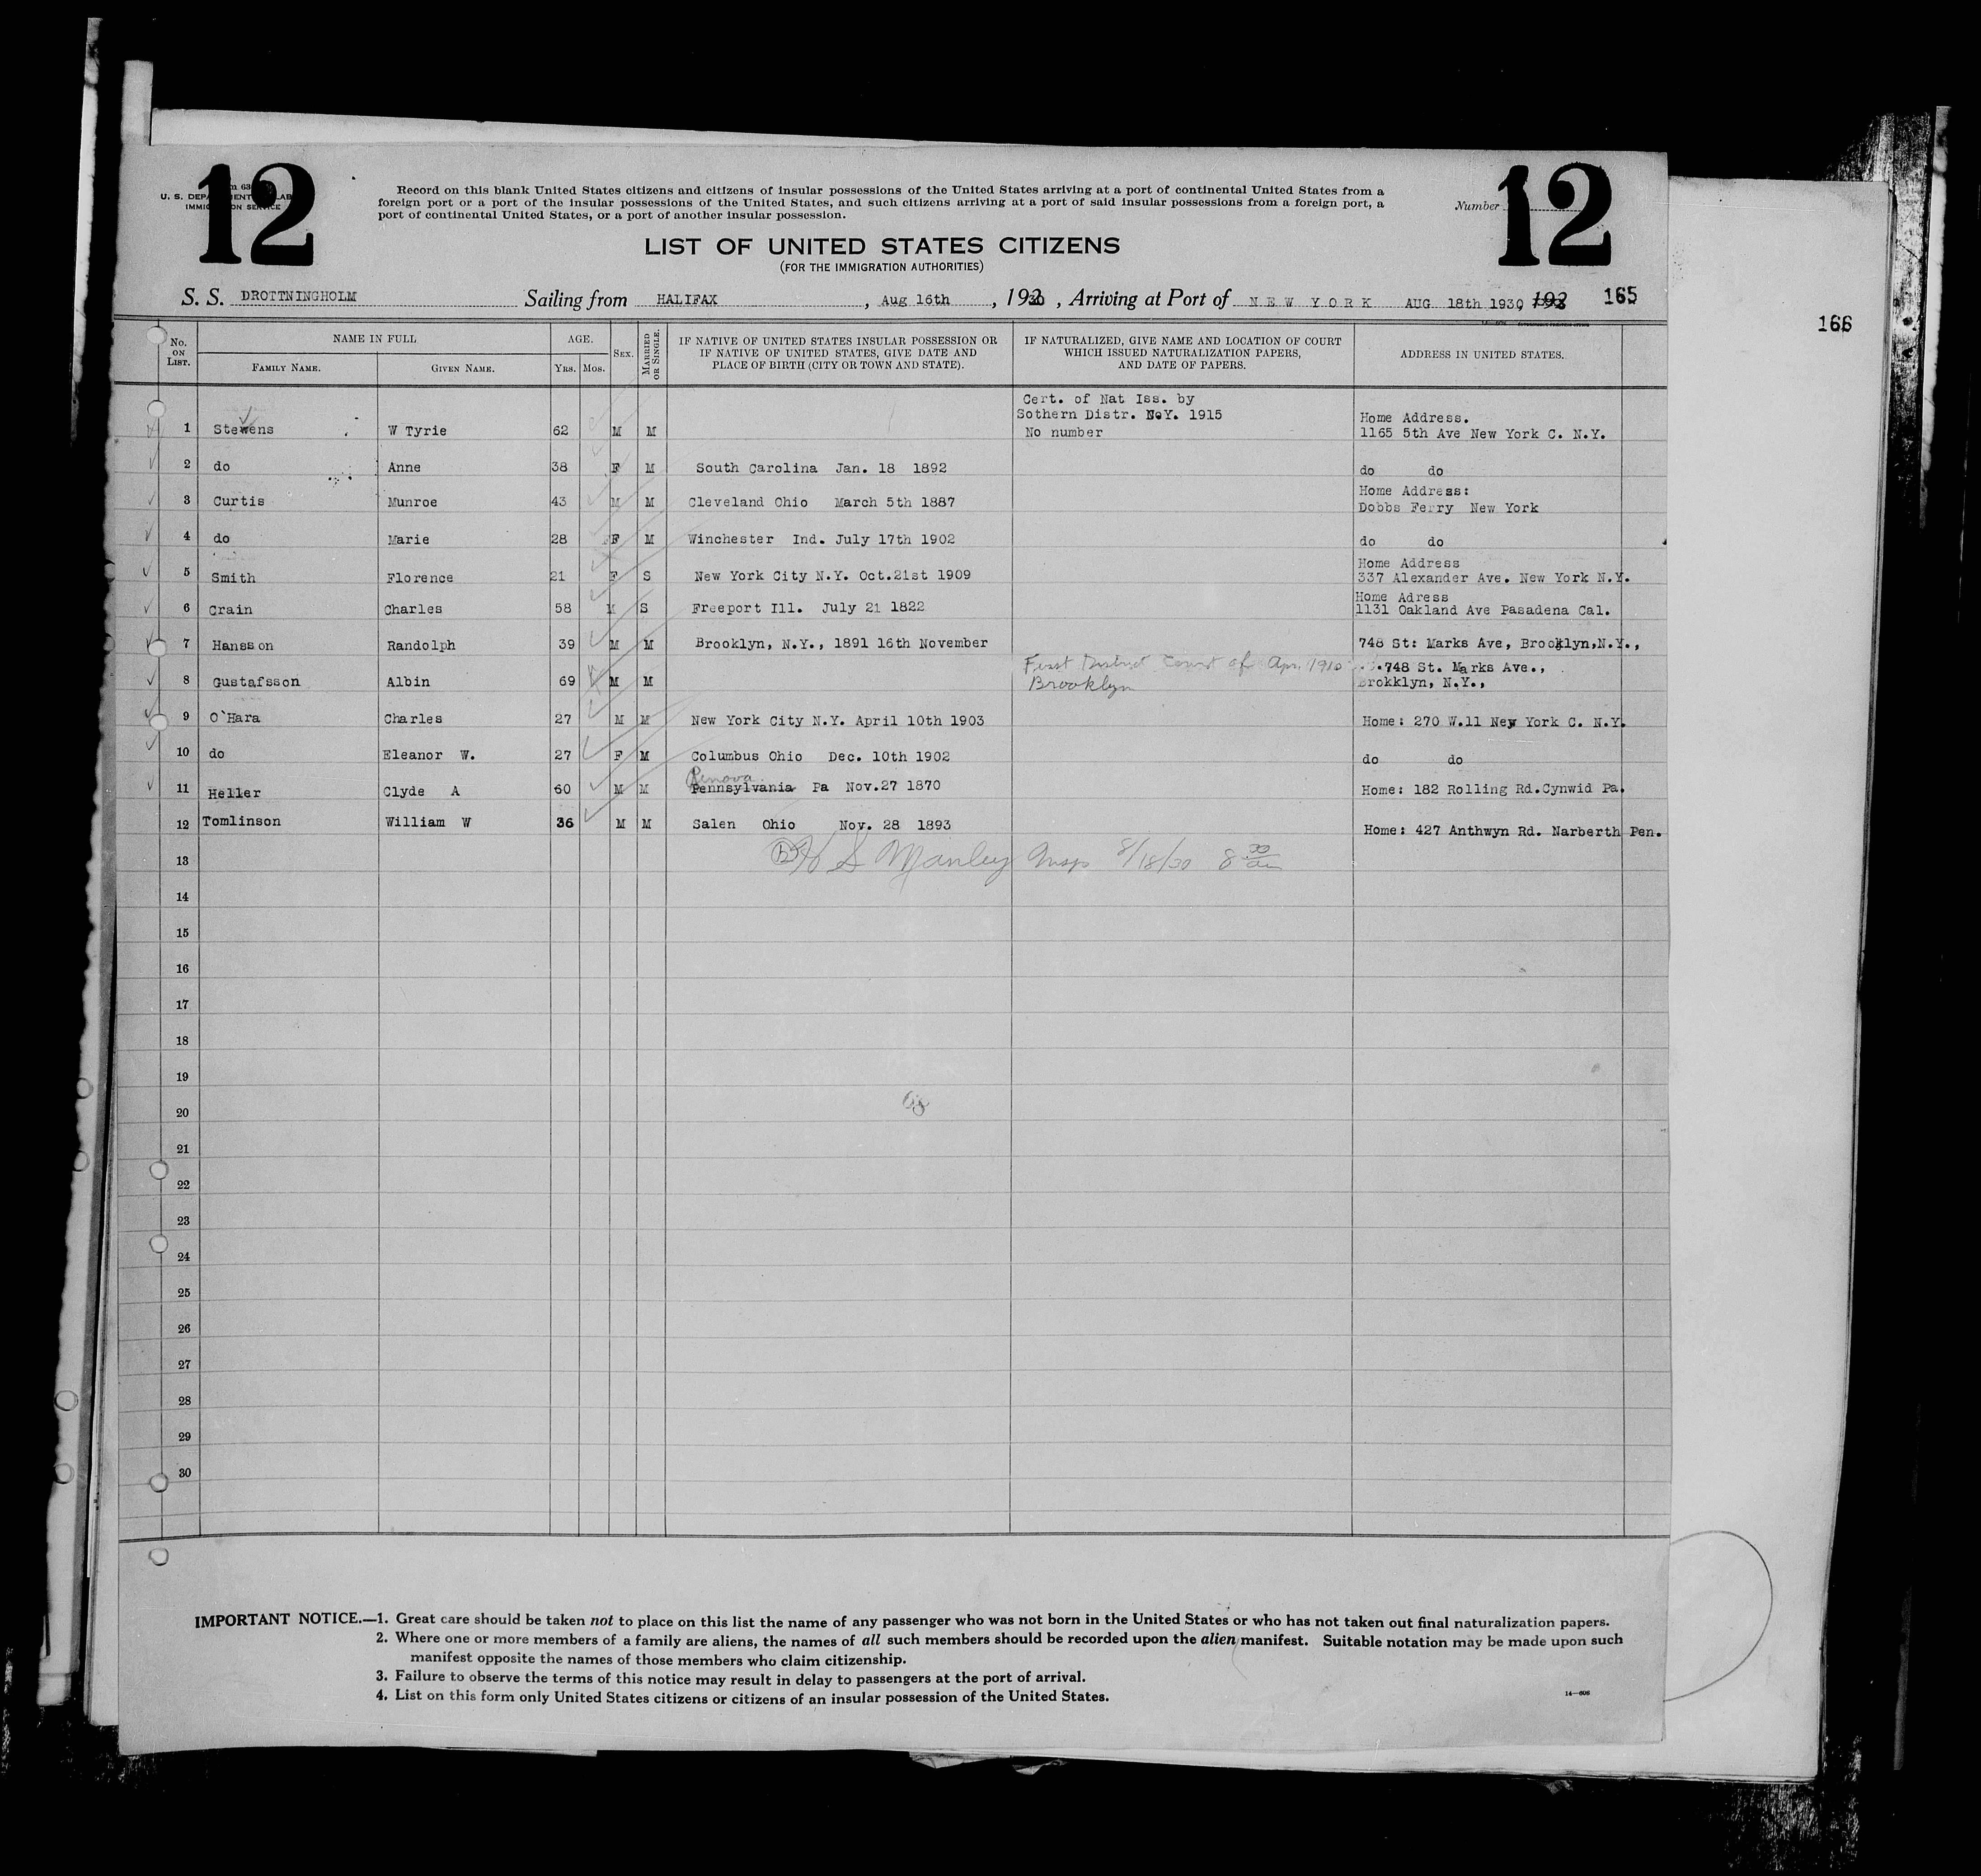 12
U. S. DEPARTMENT OF LABOR
IMMIGRATION SERVICE
Record on this blank United States citizens and citizens of insular possessions of the United States arriving at a port of continental United States from a
foreign port or a port of the insular possessions of the United States, and such citizens arriving at a port of said insular possessions from a foreign port, a
port of continental United States, or a port of another insular possession.
Number
12
LIST OF UNITED STATES CITIZENS
(FOR THE IMMIGRATION AUTHORITIES)
S. S. DROTTNINGHOLM Sailing from HALIFAX, Aug 16th, 1930, Arriving at Port of NEW YORK AUG 18th 1930, 192 165
166
No. ON LIST. NAME IN FULL AGE. SEX. MARRIED OR SINGLE. IF NATIVE OF UNITED STATES INSULAR POSSESSION OR IF NATIVE OF UNITED STATES, GIVE DATE AND PLACE OF BIRTH (CITY OR TOWN AND STATE). IF NATURALIZED, GIVE NAME AND LOCATION OF COURT WHICH ISSUED NATURALIZATION PAPERS, AND DATE OF PAPERS. ADDRESS IN UNITED STATES.
FAMILY NAME. GIVEN NAME. YRS. MOS.
Cert. of Nat Iss. by
Sothern Distr. N.Y. 1915 Home Address.
1 Stewens W Tyrie 62 M M No number 1165 5th Ave New York C. N.Y.
2 do Anne 38 F M South Carolina Jan. 18 1892 do do
Home Address:
3 Curtis Munroe 43 M M Cleveland Ohio March 5th 1887 Dobbs Ferry New York
4 do Marie 28 F M Winchester Ind. July 17th 1902 do do
Home Address
5 Smith Florence 21 F S New York City N.Y. Oct.21st 1909 337 Alexander Ave. New York N.Y.
Home Adress
6 Crain Charles 58 M S Freeport Ill. July 21 1822 1131 Oakland Ave Pasadena Cal.
7 Hansson Randolph 39 M M Brooklyn, N.Y., 1891 16th November 748 St: Marks Ave, Brooklyn,N.Y.,
First District Court of Apr. 1910 748 St. Marks Ave.,
8 Gustafsson Albin 69 M M Brooklyn Brokklyn, N.Y.,
9 O`Hara Charles 27 M M New York City N.Y. April 10th 1903 Home: 270 W.11 New York C. N.Y.
10 do Eleanor W. 27 F M Columbus Ohio Dec. 10th 1902 do do
Renova
11 Heller Clyde A 60 M M Pennsylvania Pa Nov.27 1870 Home: 182 Rolling Rd.Cynwid Pa.
12 Tomlinson William W 36 M M Salen Ohio Nov. 28 1893 Home: 427 Anthwyn Rd. Narberth Pen.
13 H S Manley Insp 8/18/30 8 30 am
14
15
16
17
18
19
20
21
22
23
24
25
26
27
28
29
30
IMPORTANT NOTICE.—1. Great care should be taken not to place on this list the name of any passenger who was not born in the United States or who has not taken out final naturalization papers.
2. Where one or more members of a family are aliens, the names of all such members should be recorded upon the alien manifest. Suitable notation may be made upon such
manifest opposite the names of those members who claim citizenship.
3. Failure to observe the terms of this notice may result in delay to passengers at the port of arrival.
4. List on this form only United States citizens or citizens of an insular possession of the United States.
14—606